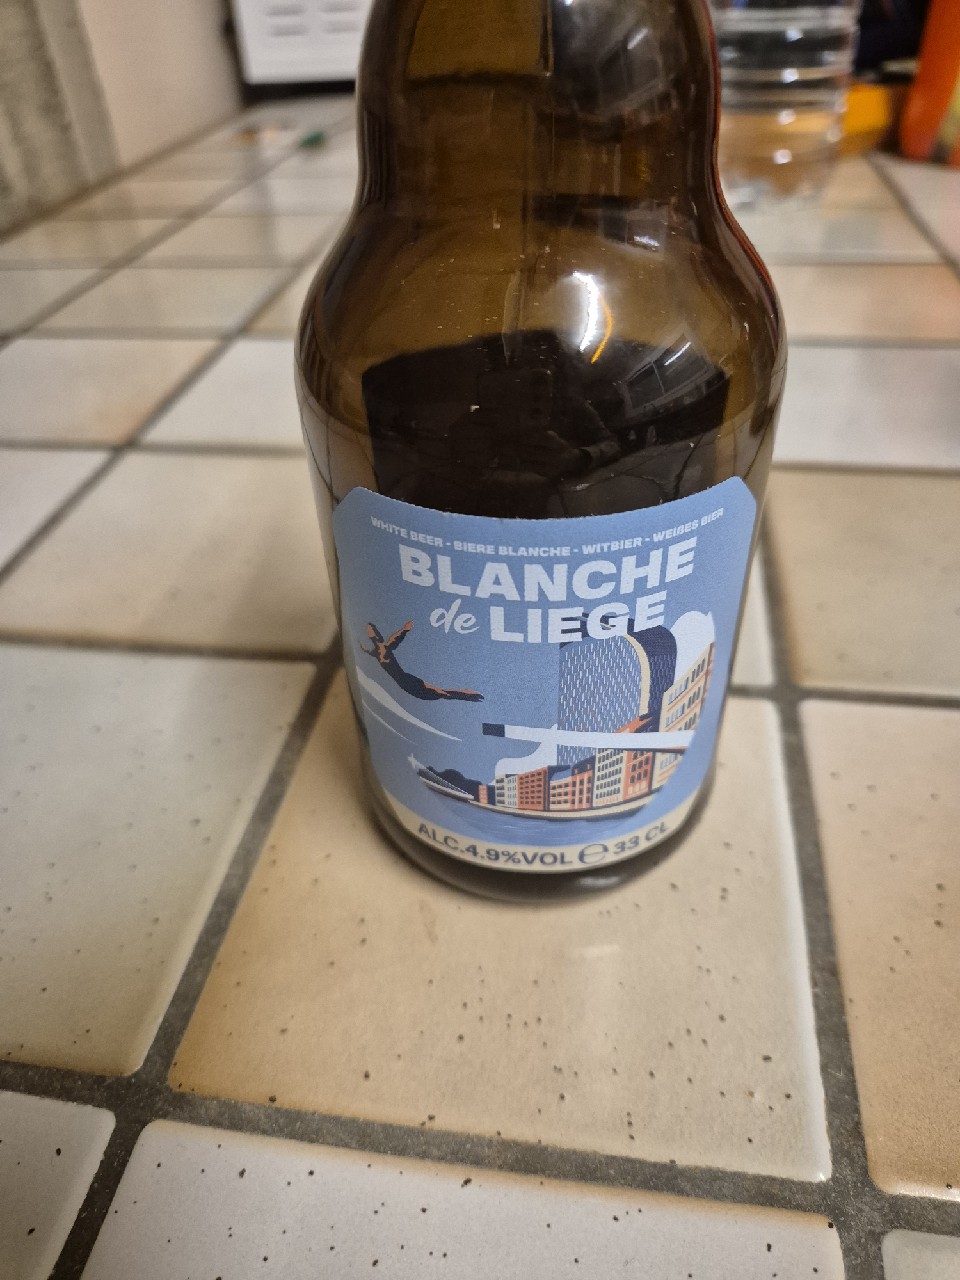 WHITE BEER - BIERE BLANCHE - WITBIER - WEIßES BIER
BLANCHE
de LIEGE
ALC.4.9%VOL e 33 CL